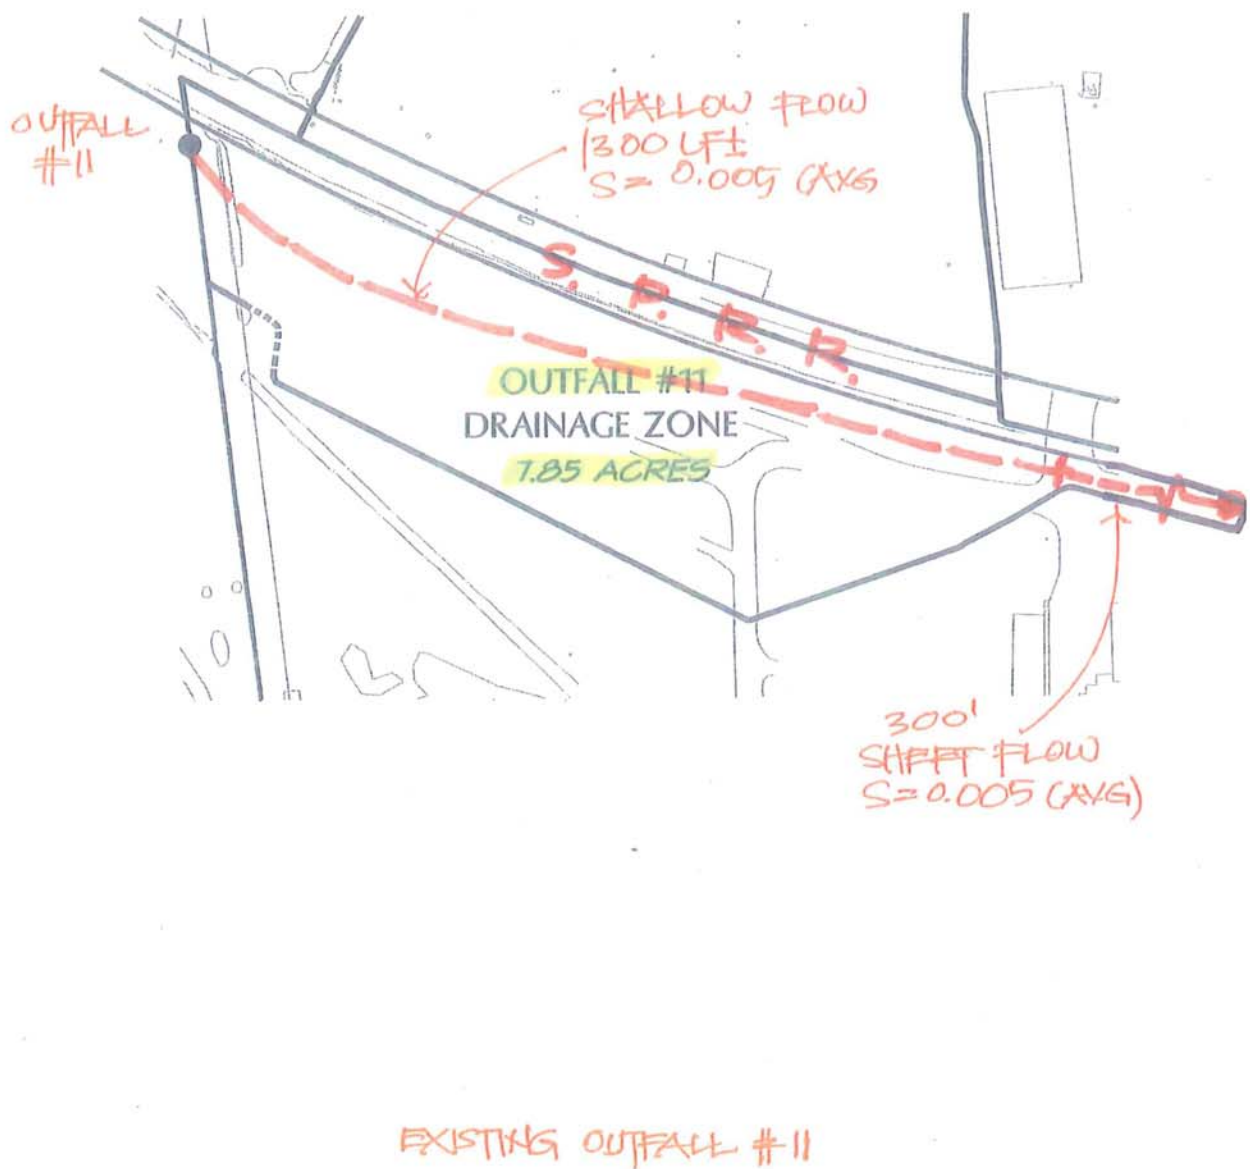 OUTFALL
#11
SHALLOW FLOW
1300 LF±
S= 0.005 (AVG
S. P. R. R.
OUTFALL #11
DRAINAGE ZONE
7.85 ACRES
300'
SHEET FLOW
S=0.005 (AVG)
EXISTING OUTFALL #11